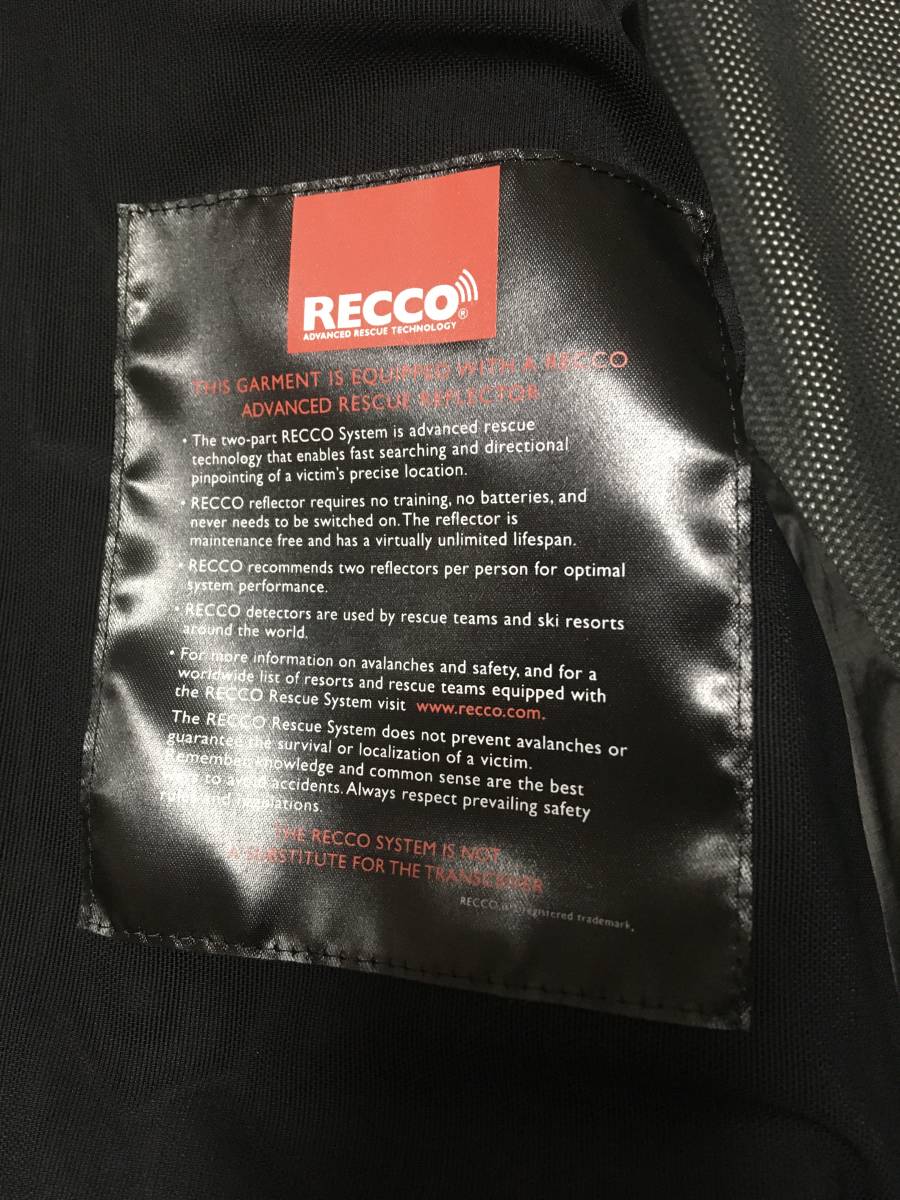 RECCO®
ADVANCED RESCUE TECHNOLOGY
THIS GARMENT IS EQUIPPED WITH A RECCO
ADVANCED RESCUE REFLECTOR
• The two-part RECCO System is advanced rescue
technology that enables fast searching and directional
pinpointing of a victim's precise location.
• RECCO reflector requires no training, no batteries, and
never needs to be switched on. The reflector is
maintenance free and has a virtually unlimited lifespan.
• RECCO recommends two reflectors per person for optimal
system performance.
• RECCO detectors are used by rescue teams and ski resorts
around the world.
• For more information on avalanches and safety, and for a
worldwide list of resorts and rescue teams equipped with
the RECCO Rescue System visit www.recco.com.
The RECCO Rescue System does not prevent avalanches or
guarantee the survival or localization of a victim.
Remember knowledge and common sense are the best
to avoid accidents. Always respect prevailing safety
and
THE RECCO SYSTEM IS NOT
A SUBSTITUTE FOR THE TRANSCEIVER
RECCO is a registered trademark.